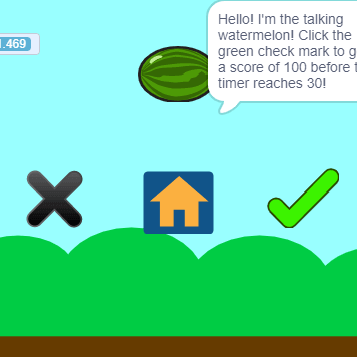 Hello! I'm the talking
watermelon! Click the
green check mark to
a score of 100 before
timer reaches 30!
.469